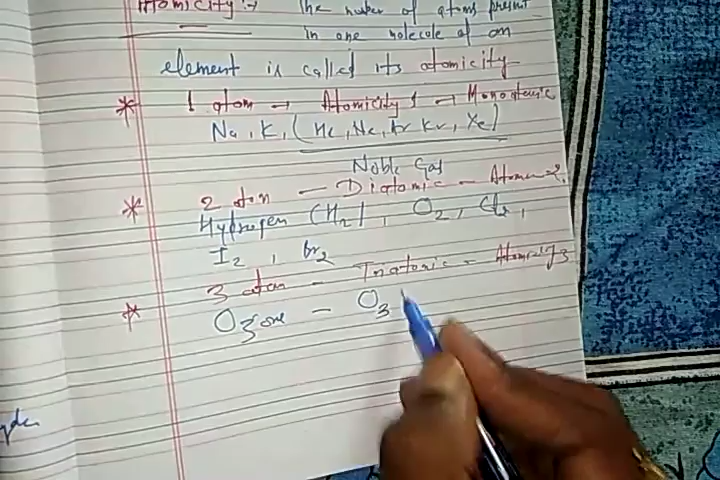 Atomicity :→ The number of atoms present
in one molecule of an
element is called its atomicity
* 1 atom → Atomicity 1 → Monoatomic
Na, K, (He, Ne, Ar Kr, Xe)
Noble Gas
* 2 atom — Diatomic — Atom 2
Hydrogen (H2), O2, Cl2,
I2, Br2
* 3 atom — Triatomic — Atomicity 3
Ozone — O3